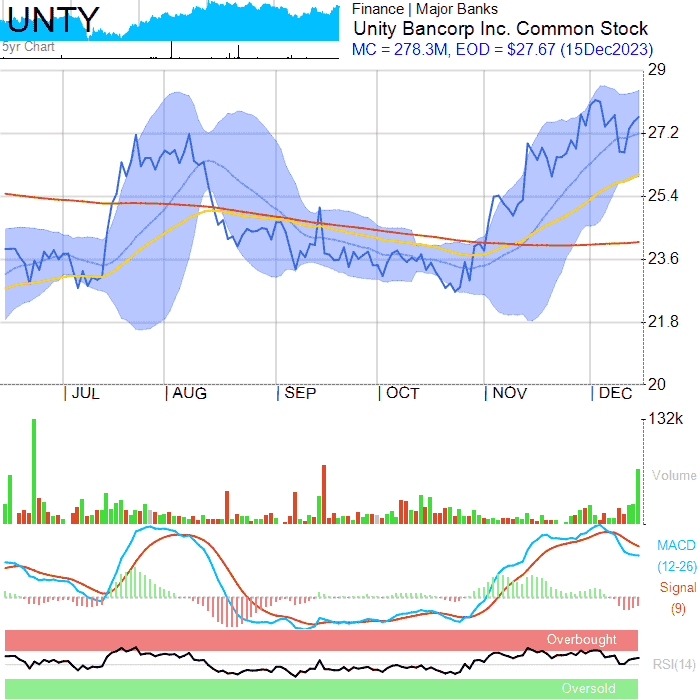 UNTY
5yr Chart
Finance | Major Banks
Unity Bancorp Inc. Common Stock
MC = 278.3M, EOD = $27.67 (15Dec2023)
29
27.2
25.4
23.6
21.8
20
JUL AUG SEP OCT NOV DEC
132k
Volume
MACD
(12-26)
Signal
(9)
Overbought
RSI(14)
Oversold